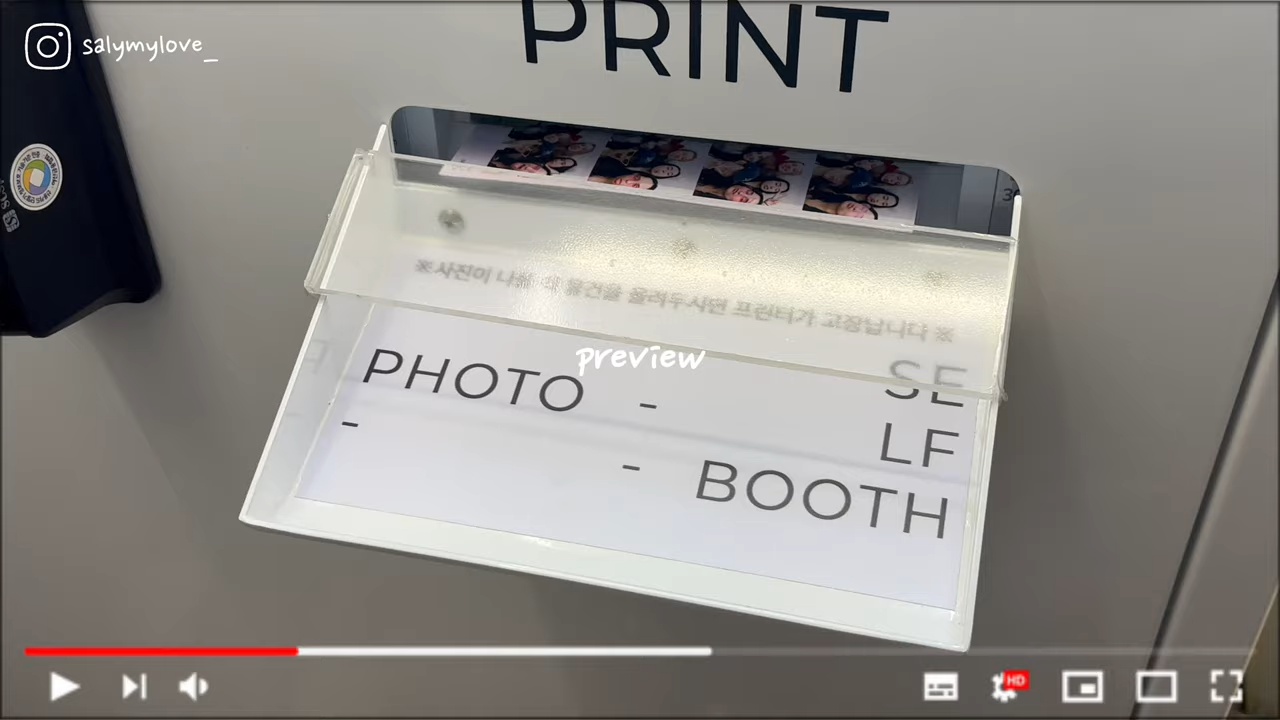 salymylove_
PRINT
※사진이 나올 때 물건을 올려두시면 프린터가 고장납니다※
preview
PHOTO - SE
- LF
- BOOTH
HD